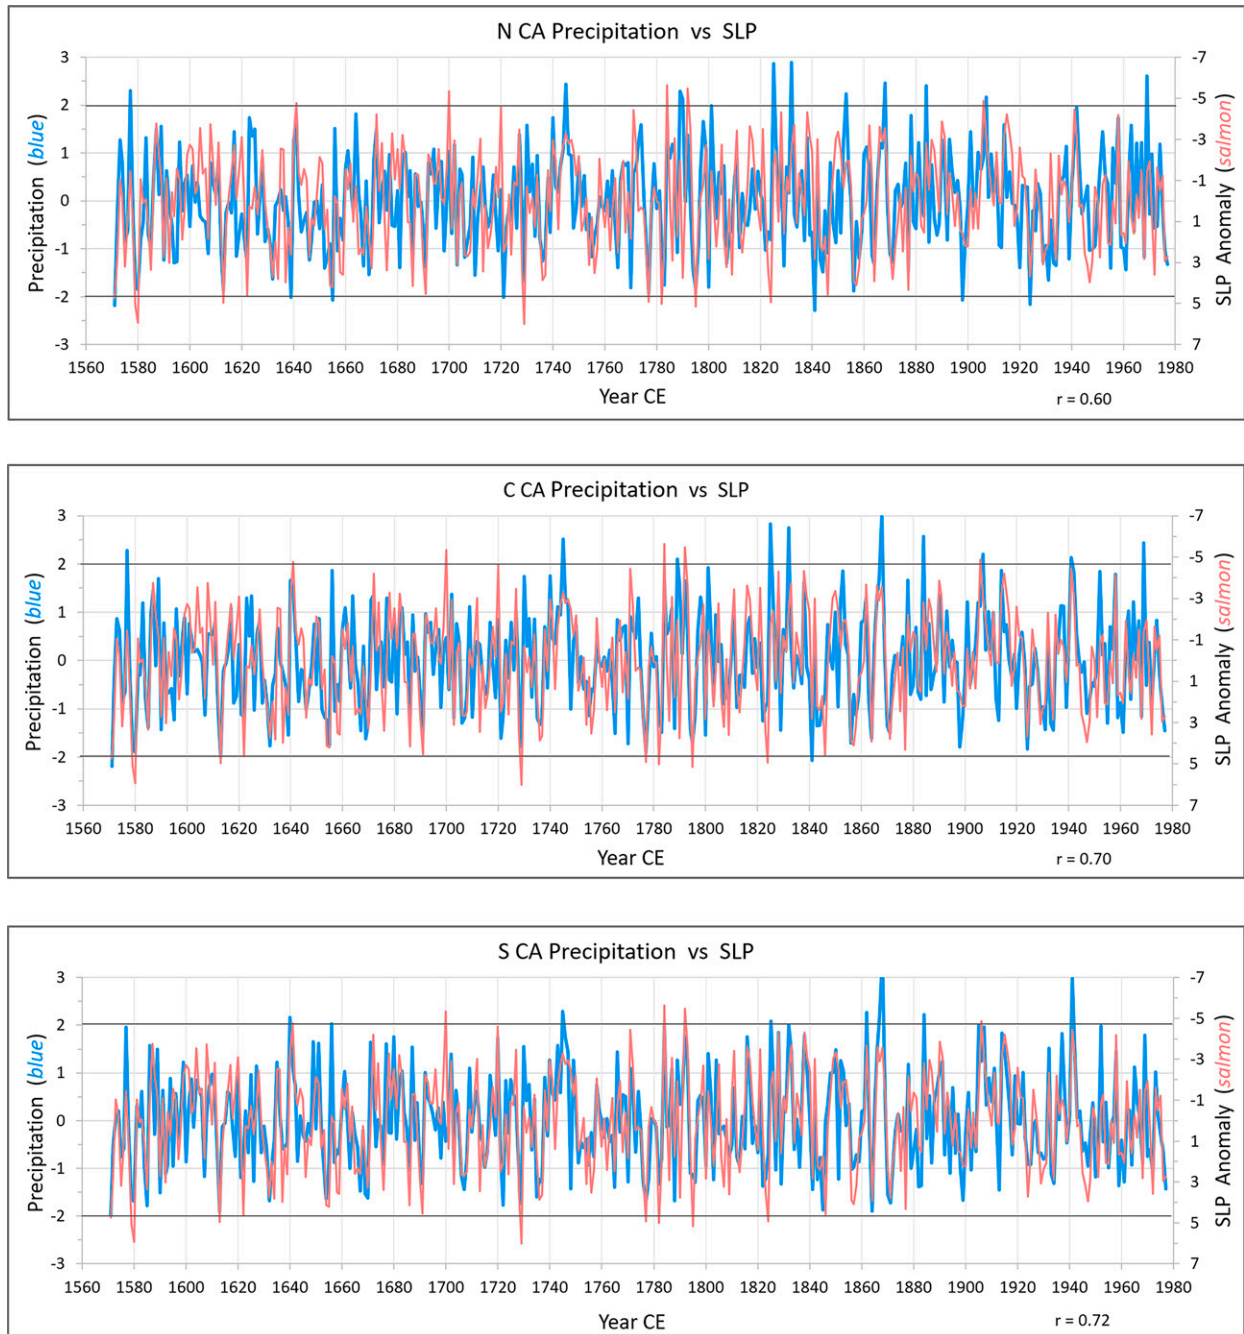 N CA Precipitation vs SLP
3
2
1
0
-1
-2
-3
Precipitation (blue)
-7
-5
-3
-1
1
3
5
7
SLP Anomaly (salmon)
1560 1580 1600 1620 1640 1660 1680 1700 1720 1740 1760 1780 1800 1820 1840 1860 1880 1900 1920 1940 1960 1980
Year CE
r = 0.60
C CA Precipitation vs SLP
3
2
1
0
-1
-2
-3
Precipitation (blue)
-7
-5
-3
-1
1
3
5
7
SLP Anomaly (salmon)
1560 1580 1600 1620 1640 1660 1680 1700 1720 1740 1760 1780 1800 1820 1840 1860 1880 1900 1920 1940 1960 1980
Year CE
r = 0.70
S CA Precipitation vs SLP
3
2
1
0
-1
-2
-3
Precipitation (blue)
-7
-5
-3
-1
1
3
5
7
SLP Anomaly (salmon)
1560 1580 1600 1620 1640 1660 1680 1700 1720 1740 1760 1780 1800 1820 1840 1860 1880 1900 1920 1940 1960 1980
Year CE
r = 0.72